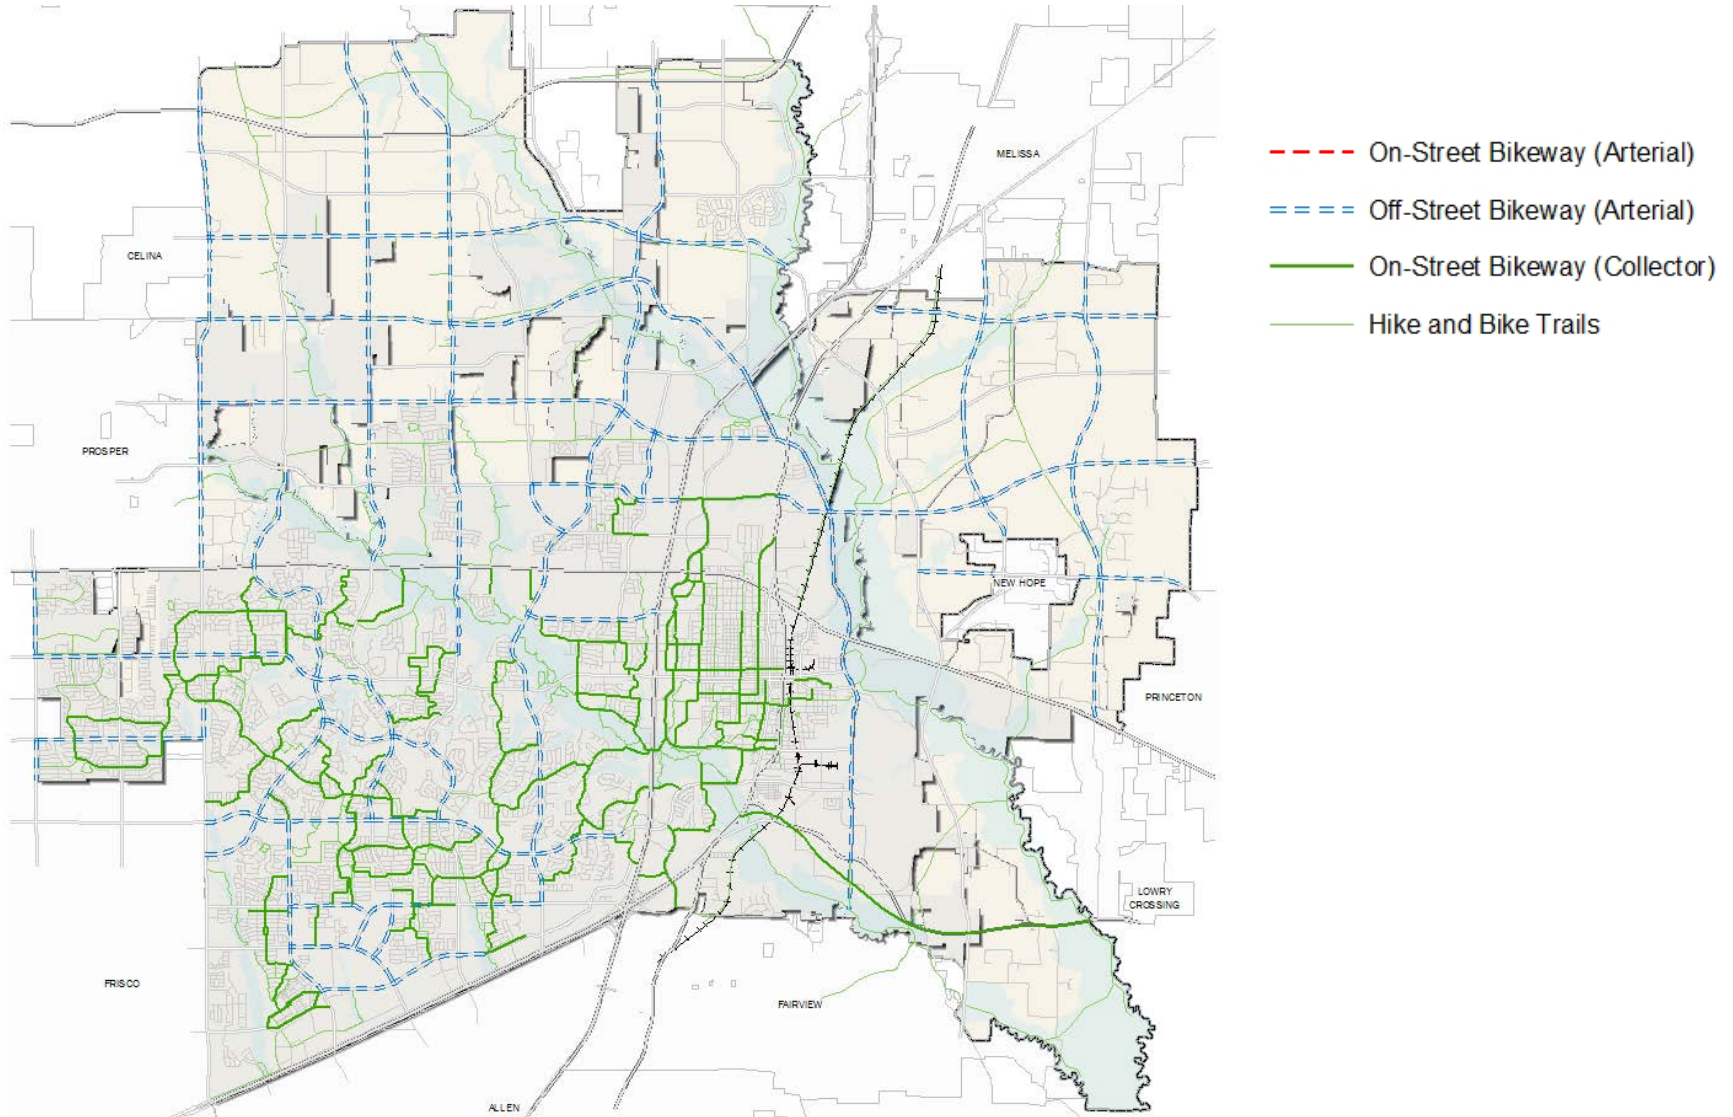 MELISSA
CELINA
PROSPER
NEW HOPE
PRINCETON
LOWRY
CROSSING
FRISCO
FAIRVIEW
ALLEN
On-Street Bikeway (Arterial)
Off-Street Bikeway (Arterial)
On-Street Bikeway (Collector)
Hike and Bike Trails